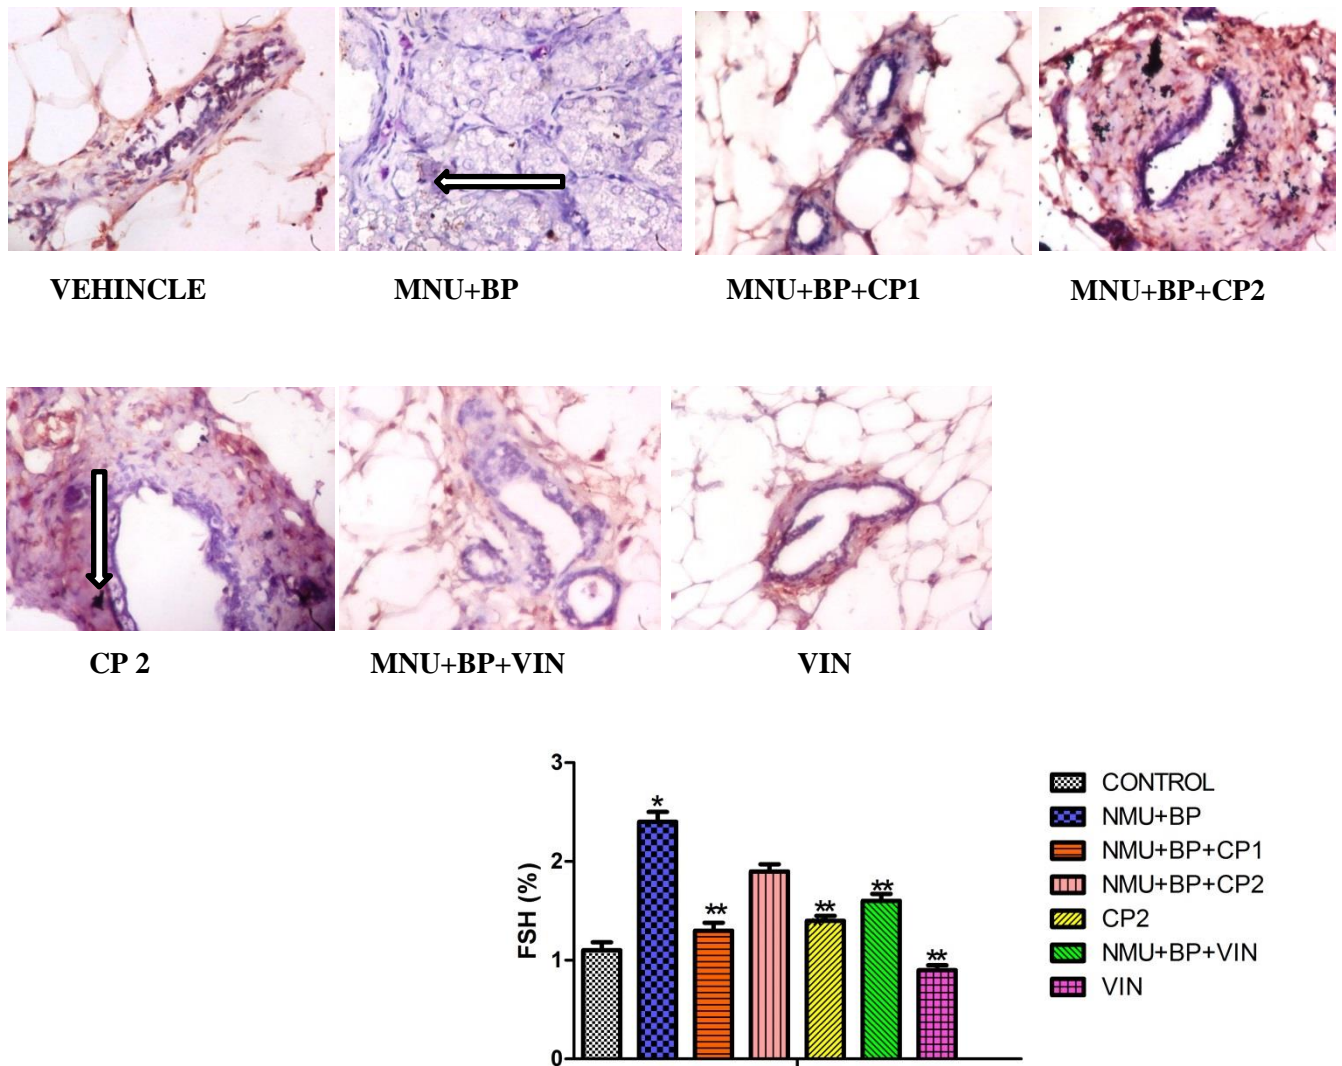 VEHINCLE MNU+BP MNU+BP+CP1 MNU+BP+CP2
CP 2 MNU+BP+VIN VIN
3
2
1
0
FSH (%)
*
**
**
**
**
CONTROL
NMU+BP
NMU+BP+CP1
NMU+BP+CP2
CP2
NMU+BP+VIN
VIN